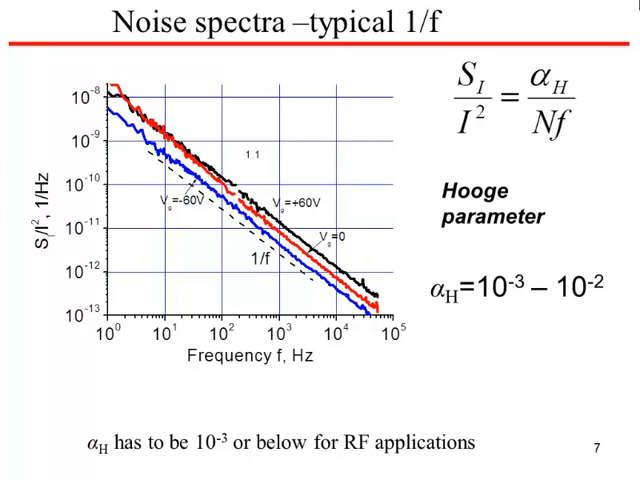 Noise spectra –typical 1/f
S_I / I² = α_H / Nf
Hooge
parameter
α_H=10⁻³ – 10⁻²
S_I/I², 1/Hz
10⁻⁸
10⁻⁹
10⁻¹⁰
10⁻¹¹
10⁻¹²
10⁻¹³
1.1
V_g=-60V
V_g=+60V
V_g=0
1/f
10⁰ 10¹ 10² 10³ 10⁴ 10⁵
Frequency f, Hz
α_H has to be 10⁻³ or below for RF applications
7